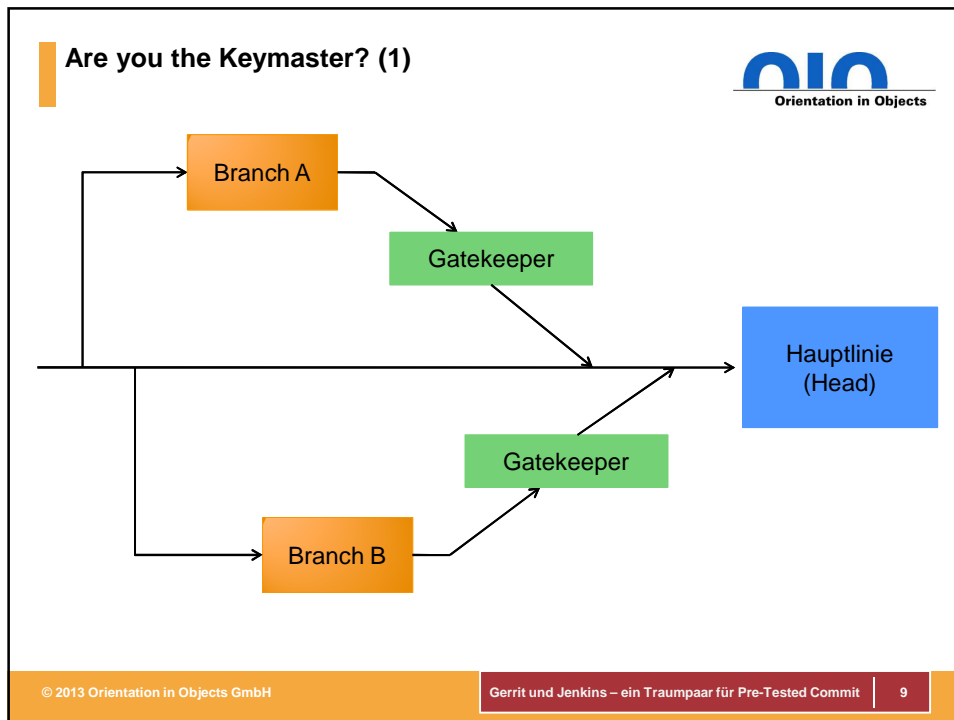 Are you the Keymaster? (1)
Orientation in Objects
Branch A
Gatekeeper
Hauptlinie
(Head)
Gatekeeper
Branch B
© 2013 Orientation in Objects GmbH
Gerrit und Jenkins – ein Traumpaar für Pre-Tested Commit
9